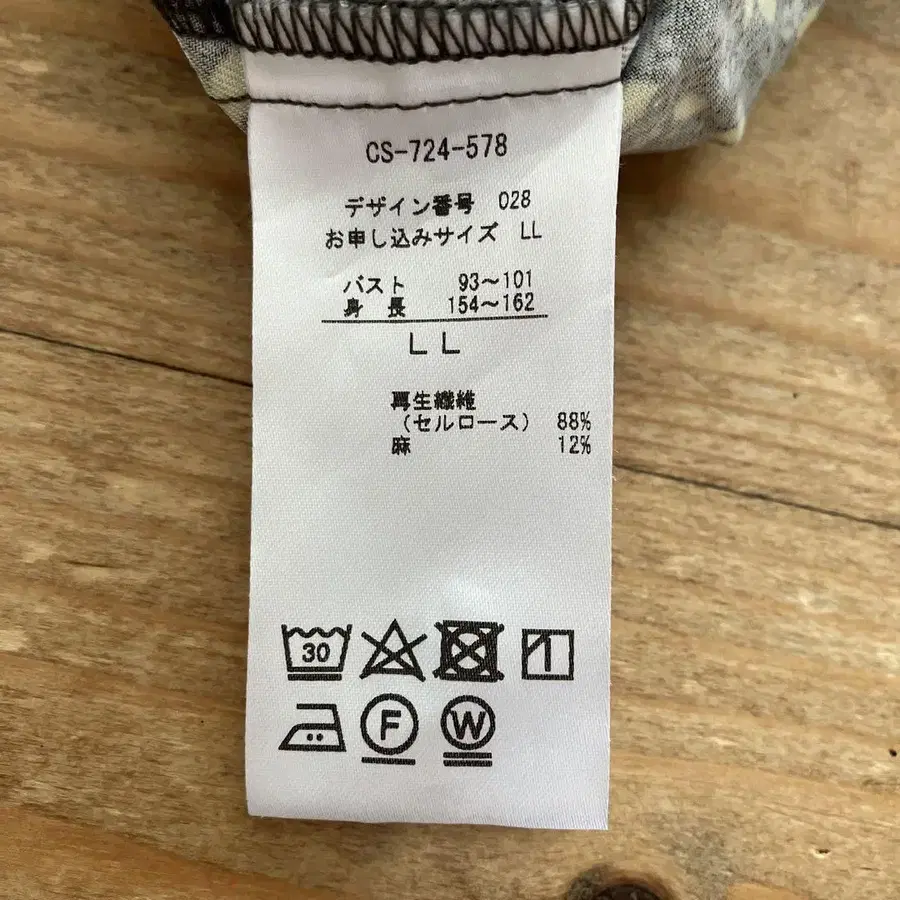 CS-724-578
デザイン番号 028
お申し込みサイズ LL
バスト 93〜101
身長 154〜162
LL
再生繊維
(セルロース) 88%
麻 12%
30
F W